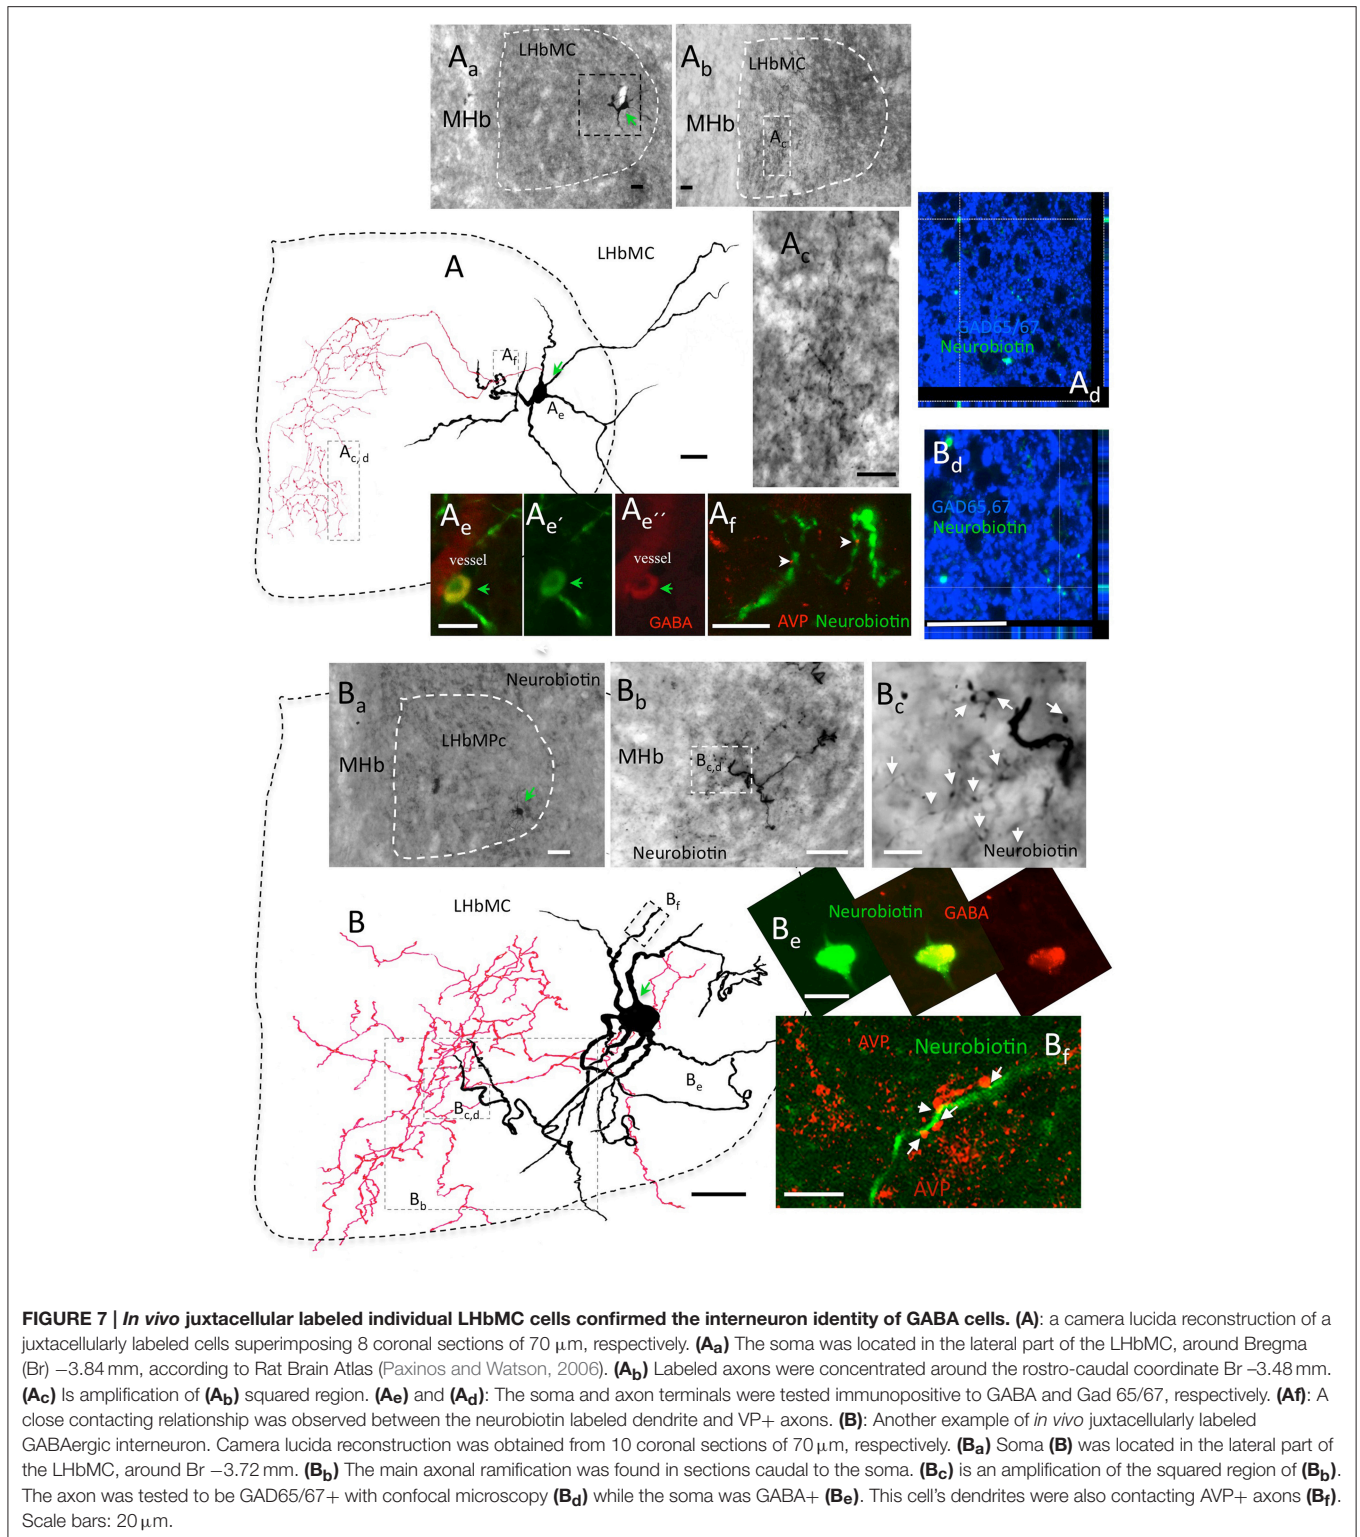 LHbMC
Aa
MHb
Ab
LHbMC
MHb
Ac
A
LHbMC
Af
Ae
Ac,d
Ac
GAD65/67
Neurobiotin
Ad
Bd
GAD65,67
Neurobiotin
Ae
vessel
Ae′
Ae′′
vessel
GABA
Af
AVP
Neurobiotin
Ba
Neurobiotin
LHbMPc
MHb
Bb
MHb
Bc,d
Neurobiotin
Bc
Neurobiotin
B
LHbMC
Bf
Be
Bc,d
Bb
Be
Neurobiotin
GABA
AVP
Neurobiotin
Bf
AVP
FIGURE 7 | In vivo juxtacellular labeled individual LHbMC cells confirmed the interneuron identity of GABA cells. (A): a camera lucida reconstruction of a
juxtacellularly labeled cells superimposing 8 coronal sections of 70 μm, respectively. (Aa) The soma was located in the lateral part of the LHbMC, around Bregma
(Br) −3.84 mm, according to Rat Brain Atlas (Paxinos and Watson, 2006). (Ab) Labeled axons were concentrated around the rostro-caudal coordinate Br –3.48 mm.
(Ac) Is amplification of (Ab) squared region. (Ae) and (Ad): The soma and axon terminals were tested immunopositive to GABA and Gad 65/67, respectively. (Af): A
close contacting relationship was observed between the neurobiotin labeled dendrite and VP+ axons. (B): Another example of in vivo juxtacellularly labeled
GABAergic interneuron. Camera lucida reconstruction was obtained from 10 coronal sections of 70 μm, respectively. (Ba) Soma (B) was located in the lateral part of
the LHbMC, around Br −3.72 mm. (Bb) The main axonal ramification was found in sections caudal to the soma. (Bc) is an amplification of the squared region of (Bb).
The axon was tested to be GAD65/67+ with confocal microscopy (Bd) while the soma was GABA+ (Be). This cell's dendrites were also contacting AVP+ axons (Bf).
Scale bars: 20 μm.